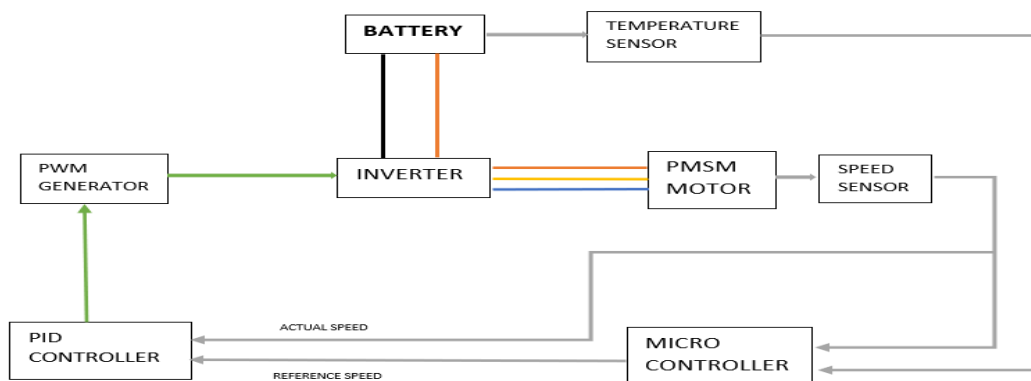 BATTERY
TEMPERATURE
SENSOR
PWM
GENERATOR
INVERTER
PMSM
MOTOR
SPEED
SENSOR
ACTUAL SPEED
PID
CONTROLLER
MICRO
CONTROLLER
REFERENCE SPEED